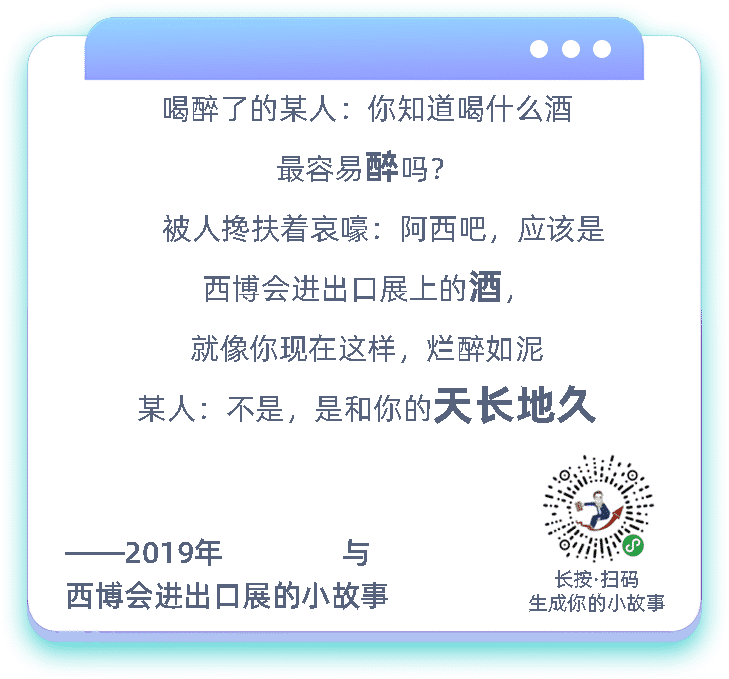 喝醉了的某人：你知道喝什么酒
最容易醉吗？
被人搀扶着哀嚎：阿西吧，应该是
西博会进出口展上的酒，
就像你现在这样，烂醉如泥
某人：不是，是和你的天长地久
——2019年 与
西博会进出口展的小故事
长按·扫码
生成你的小故事